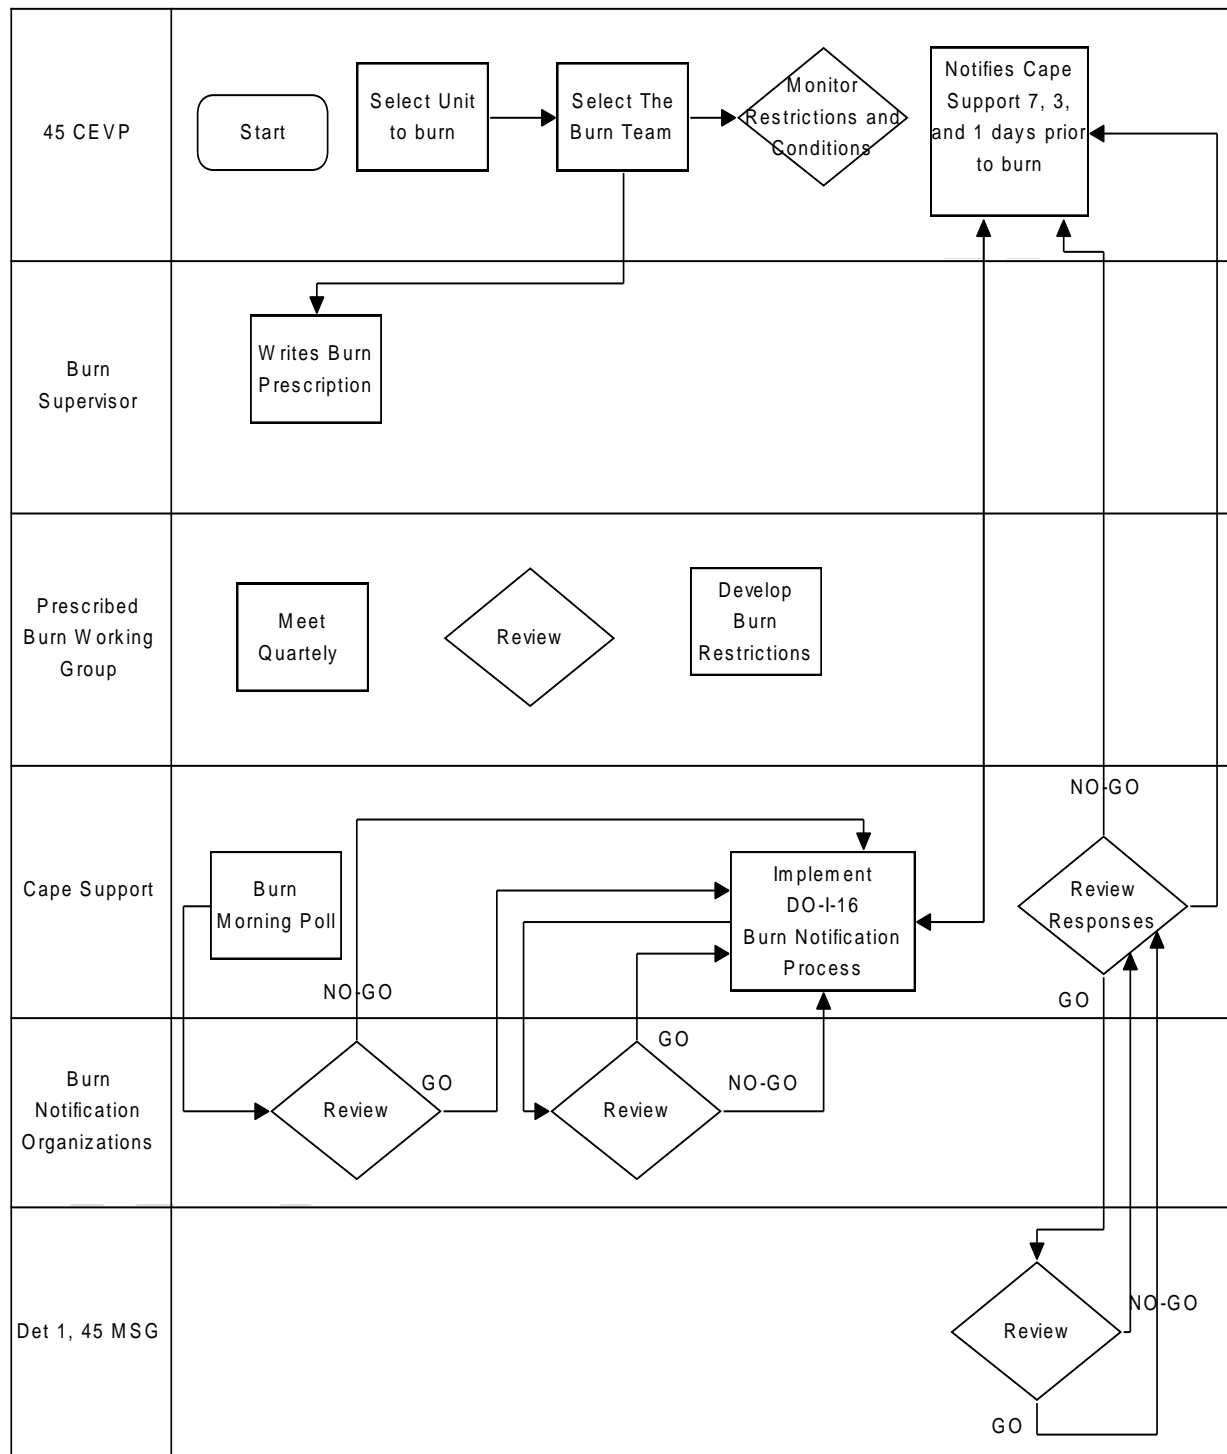 45 CEVP
Start
Select Unit
to burn
Select The
Burn Team
Monitor
Restrictions and
Conditions
Notifies Cape
Support 7, 3,
and 1 days prior
to burn
Burn
Supervisor
Writes Burn
Prescription
Prescribed
Burn Working
Group
Meet
Quartely
Review
Develop
Burn
Restrictions
Cape Support
Burn
Morning Poll
NO-GO
Implement
DO-I-16
Burn Notification
Process
NO-GO
Review
Responses
GO
Burn
Notification
Organizations
Review
GO
Review
GO
NO-GO
Det 1, 45 MSG
Review
NO-GO
GO